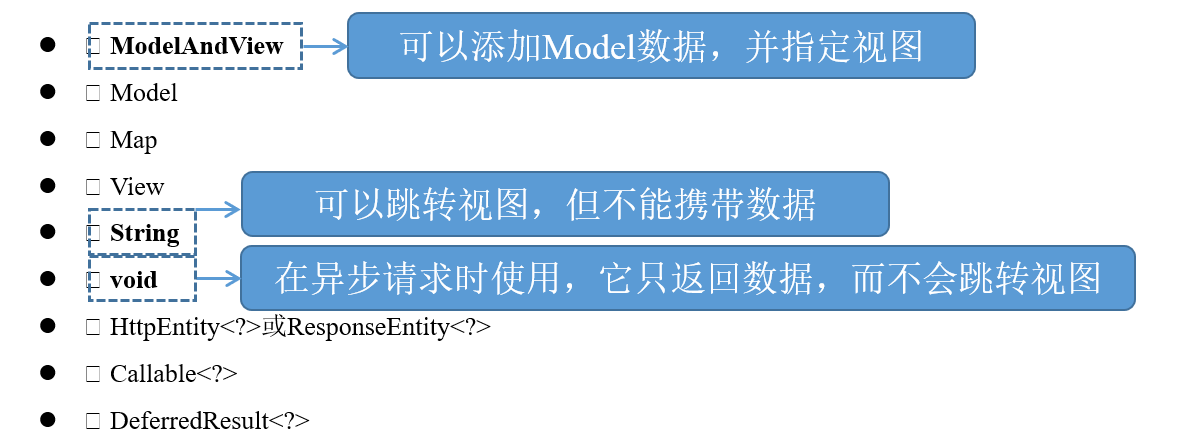 ModelAndView
可以添加Model数据，并指定视图
Model
Map
View
可以跳转视图，但不能携带数据
String
void
在异步请求时使用，它只返回数据，而不会跳转视图
HttpEntity<?>或ResponseEntity<?>
Callable<?>
DeferredResult<?>